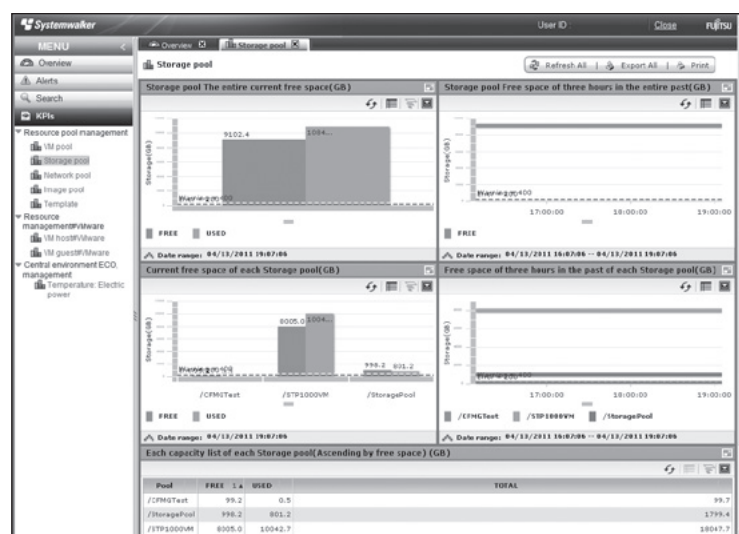 Systemwalker
User ID :
Close
FUJITSU
MENU <
Overview
Alerts
Search
KPIs
Resource pool management
VM pool
Storage pool
Network pool
Image pool
Template
Resource
management#VMware
VM host#VMware
VM guest#VMware
Central environment ECO.
management
Temperature: Electric
power
Overview
Storage pool
Storage pool
Refresh All | Export All | Print
Storage pool The entire current free space(GB)
Storage(GB)
9102.4
1084...
FREE USED
Date range: 04/13/2011 19:07:06
Storage pool Free space of three hours in the entire past(GB)
Storage(GB)
17:00:00 18:00:00 19:00:00
FREE
Date range: 04/13/2011 16:07:06 -- 04/13/2011 19:07:06
Current free space of each Storage pool(GB)
Storage(GB)
8005.0 1004...
998.2 801.2
/CFMGTest /STP1000VM /StoragePool
FREE USED
Date range: 04/13/2011 19:07:06
Free space of three hours in the past of each Storage pool(GB)
Storage(GB)
17:00:00 18:00:00 19:00:00
/CFMGTest /STP1000VM /StoragePool
Date range: 04/13/2011 16:07:06 -- 04/13/2011 19:07:06
Each capacity list of each Storage pool(Ascending by free space) (GB)
Pool FREE 1▲ USED TOTAL
/CFMGTest 99.2 0.5 99.7
/StoragePool 998.2 801.2 1799.4
/STP1000VM 8005.0 10042.7 18047.7